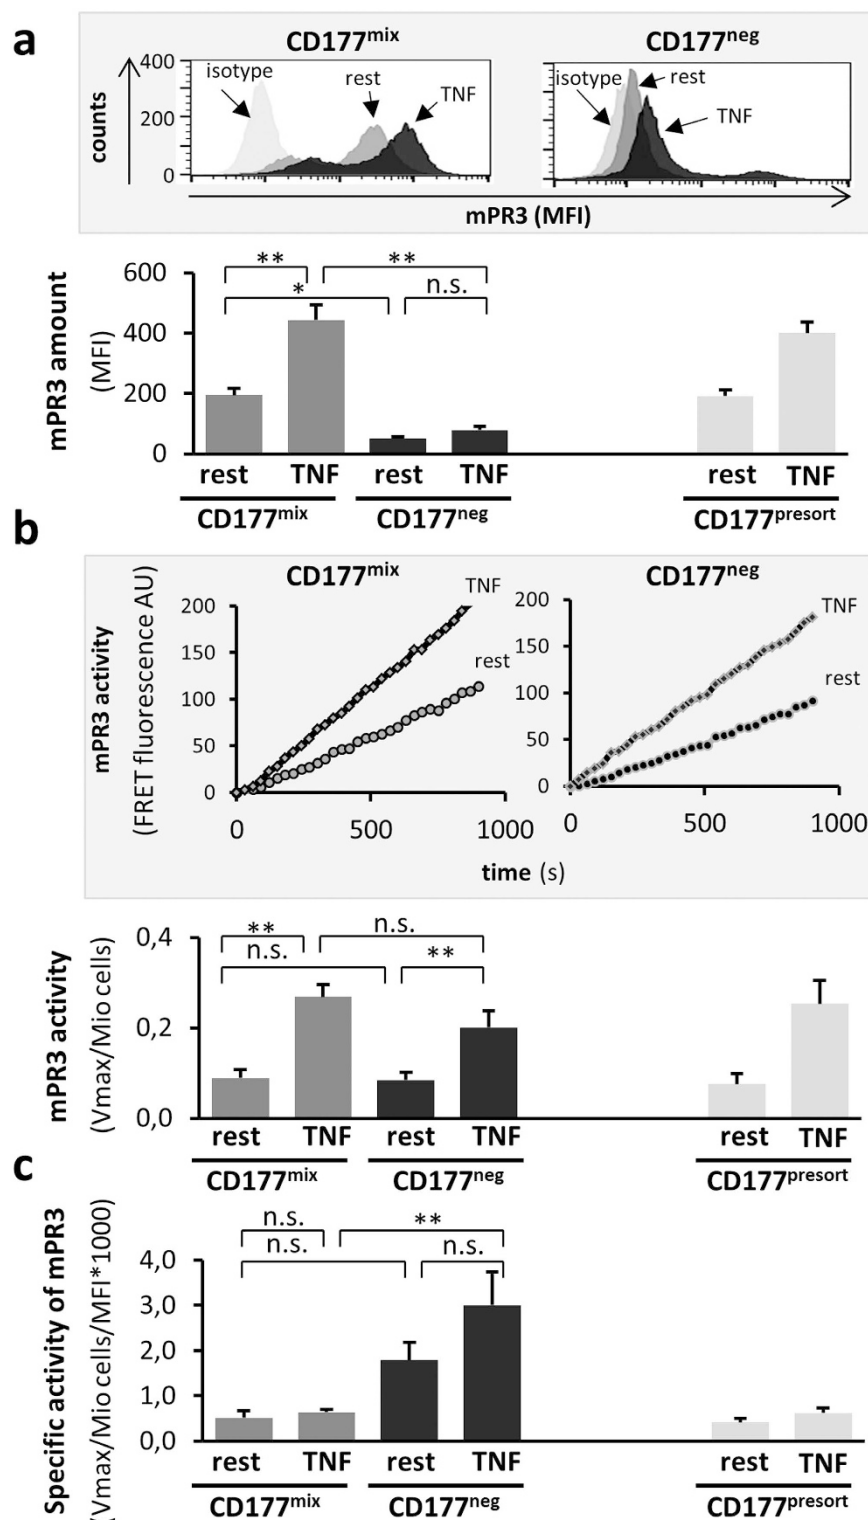 a
CD177mix CD177neg
counts
400
200
0
isotype rest TNF
isotype rest TNF
mPR3 (MFI)
mPR3 amount
(MFI)
600
400
200
0
** **
* n.s.
rest TNF rest TNF rest TNF
CD177mix CD177neg CD177presort
b
CD177mix CD177neg
mPR3 activity
(FRET fluorescence AU)
200
150
100
50
0
TNF
rest
0 500 1000
200
150
100
50
0
TNF
rest
0 500 1000
time (s)
mPR3 activity
(Vmax/Mio cells)
0,4
0,2
0,0
** n.s.
n.s. **
rest TNF rest TNF rest TNF
CD177mix CD177neg CD177presort
c
Specific activity of mPR3
(Vmax/Mio cells/MFI*1000)
4,0
3,0
2,0
1,0
0,0
n.s. **
n.s. n.s.
rest TNF rest TNF rest TNF
CD177mix CD177neg CD177presort